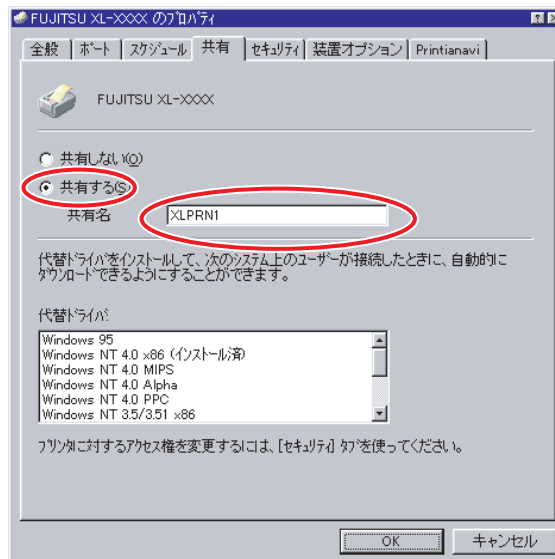 FUJITSU XL-XXXX のプロパティ
全般 ポート スケジュール 共有 セキュリティ 装置オプション Printianavi
FUJITSU XL-XXXX
共有しない(O)
共有する(S)
共有名 XLPRN1
代替ドライバをインストールして、次のシステム上のユーザーが接続したときに、自動的に
ダウンロードできるようにすることができます。
代替ドライバ:
Windows 95
Windows NT 4.0 x86 (インストール済)
Windows NT 4.0 MIPS
Windows NT 4.0 Alpha
Windows NT 4.0 PPC
Windows NT 3.5/3.51 x86
プリンタに対するアクセス権を変更するには、[セキュリティ] タブを使ってください。
OK キャンセル